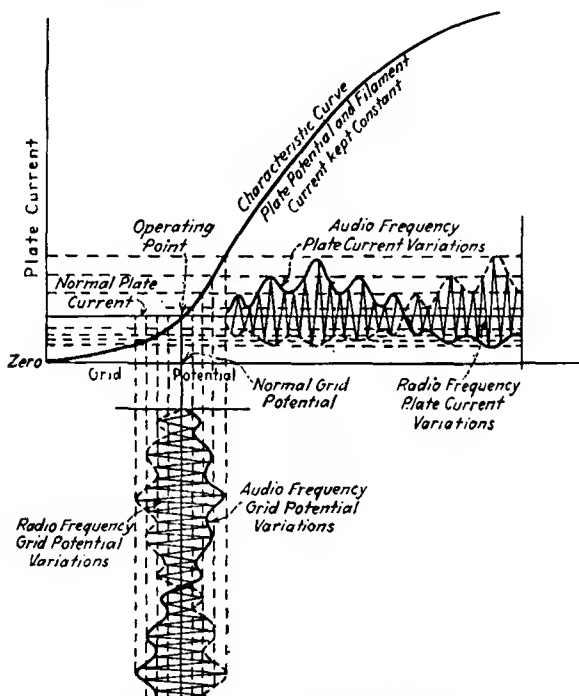 Plate Current
Characteristic Curve
Plate Potential and Filament
Current kept Constant
Operating
Point
Audio Frequency
Plate Current Variations
Normal Plate
Current
Zero
Grid
Potential
Normal Grid
Potential
Radio Frequency
Plate Current
Variations
Radio Frequency
Grid Potential
Variations
Audio Frequency
Grid Potential
Variations